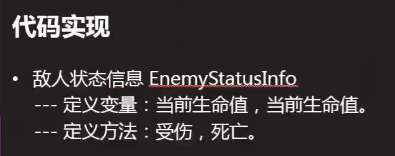 代码实现
• 敌人状态信息 EnemyStatusInfo
--- 定义变量：当前生命值，当前生命值。
--- 定义方法：受伤，死亡。